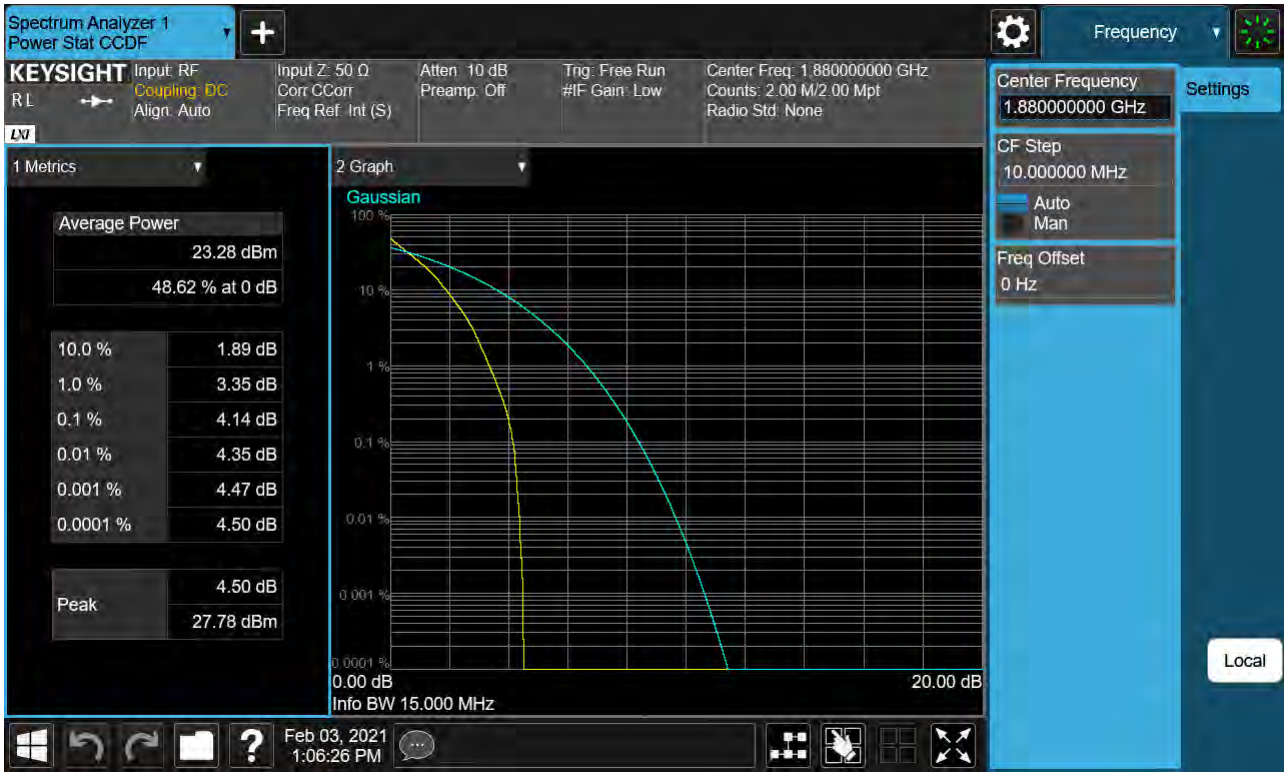 Spectrum Analyzer 1
Power Stat CCDF
Frequency
KEYSIGHT
R L
LXI
Input: RF
Coupling: DC
Align: Auto
Input Z: 50 Ω
Corr CCorr
Freq Ref: Int (S)
Atten: 10 dB
Preamp: Off
Trig: Free Run
#IF Gain: Low
Center Freq: 1.880000000 GHz
Counts: 2.00 M/2.00 Mpt
Radio Std: None
Center Frequency
1.880000000 GHz
Settings
CF Step
10.000000 MHz
Auto
Man
Freq Offset
0 Hz
Local
1 Metrics
Average Power
23.28 dBm
48.62 % at 0 dB
10.0 % 1.89 dB
1.0 % 3.35 dB
0.1 % 4.14 dB
0.01 % 4.35 dB
0.001 % 4.47 dB
0.0001 % 4.50 dB
Peak
4.50 dB
27.78 dBm
2 Graph
Gaussian
100 %
10 %
1 %
0.1 %
0.01 %
0.001 %
0.0001 %
0.00 dB
20.00 dB
Info BW 15.000 MHz
?
Feb 03, 2021
1:06:26 PM